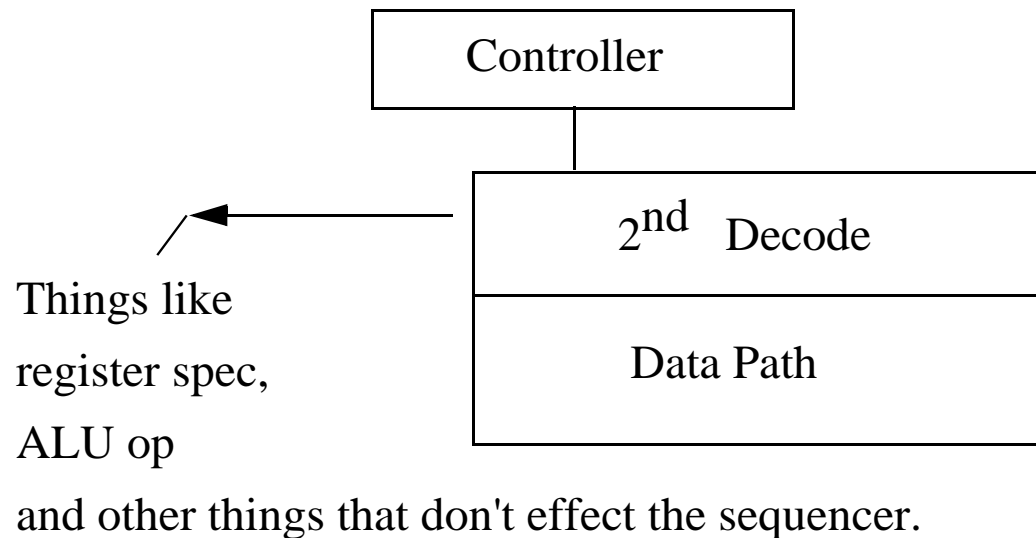 Controller
2nd Decode
Data Path
Things like
register spec,
ALU op
and other things that don't effect the sequencer.